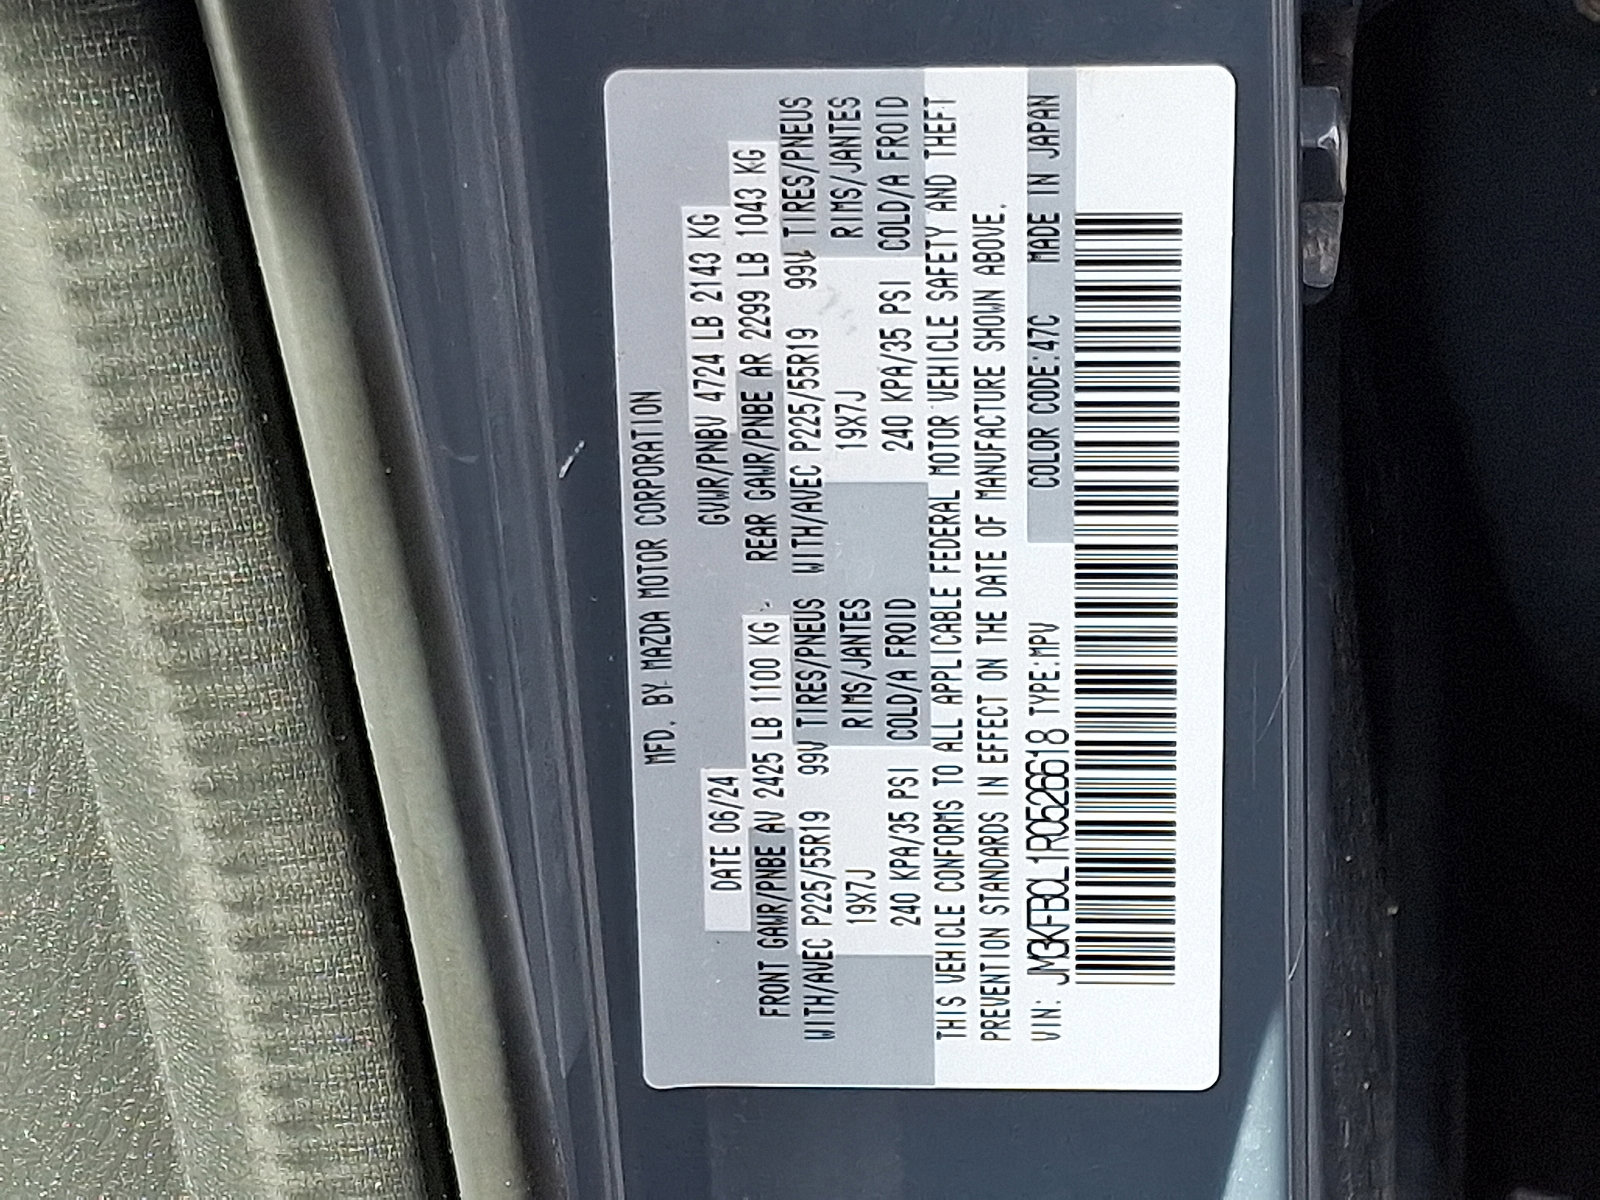 MFD. BY MAZDA MOTOR CORPORATION
DATE 06/24 GVWR/PNBV 4724 LB 2143 KG
FRONT GAWR/PNBE AV 2425 LB 1100 KG REAR GAWR/PNBE AR 2299 LB 1043 KG
WITH/AVEC P225/55R19 99V TIRES/PNEUS WITH/AVEC P225/55R19 99V TIRES/PNEUS
19X7J RIMS/JANTES 19X7J RIMS/JANTES
240 KPA/35 PSI COLD/A FROID 240 KPA/35 PSI COLD/A FROID
THIS VEHICLE CONFORMS TO ALL APPLICABLE FEDERAL MOTOR VEHICLE SAFETY AND THEFT
PREVENTION STANDARDS IN EFFECT ON THE DATE OF MANUFACTURE SHOWN ABOVE.
VIN: JM3KFBCL1R0526618 TYPE:MPV COLOR CODE:47C MADE IN JAPAN